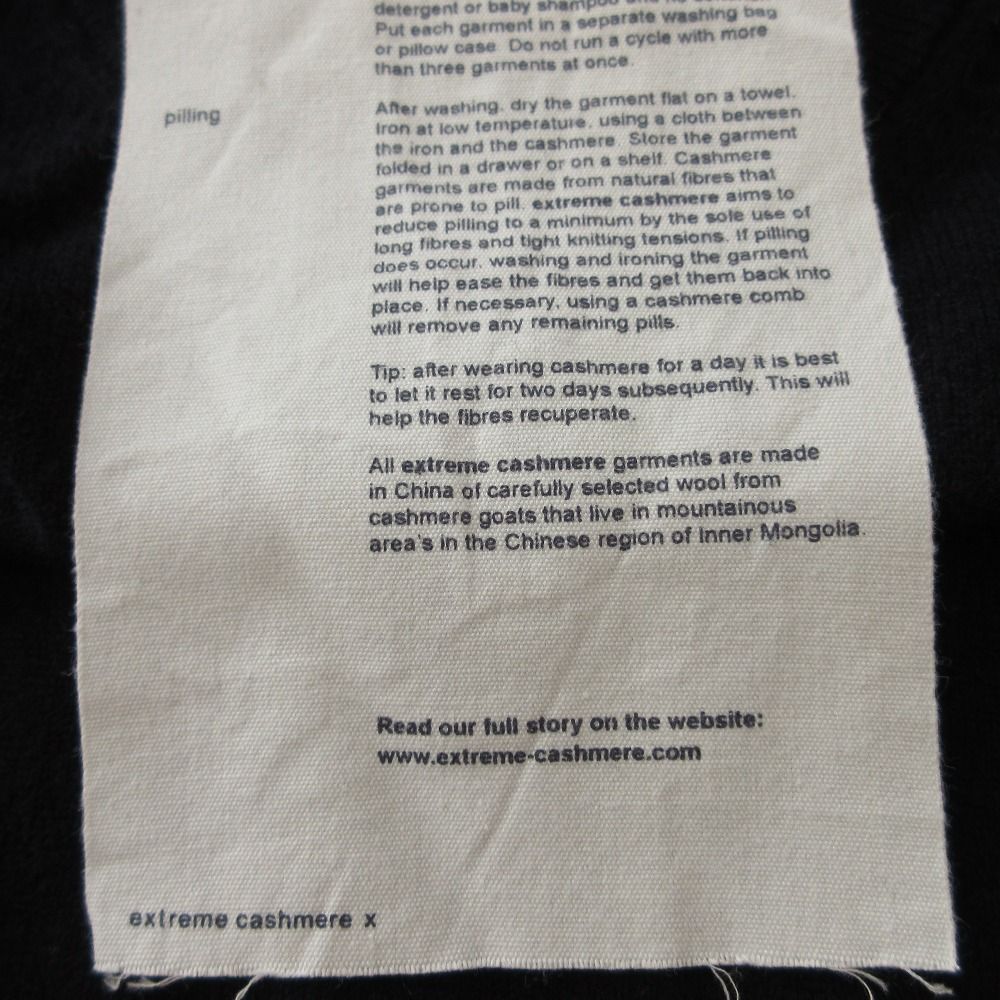 detergent or baby shampoo and no
Put each garment in a separate washing bag
or pillow case. Do not run a cycle with more
than three garments at once.
pilling
After washing, dry the garment flat on a towel.
Iron at low temperature, using a cloth between
the iron and the cashmere. Store the garment
folded in a drawer or on a shelf. Cashmere
garments are made from natural fibres that
are prone to pill. extreme cashmere aims to
reduce pilling to a minimum by the sole use of
long fibres and tight knitting tensions. If pilling
does occur, washing and ironing the garment
will help ease the fibres and get them back into
place. If necessary, using a cashmere comb
will remove any remaining pills.
Tip: after wearing cashmere for a day it is best
to let it rest for two days subsequently. This will
help the fibres recuperate.
All extreme cashmere garments are made
in China of carefully selected wool from
cashmere goats that live in mountainous
area's in the Chinese region of Inner Mongolia.
Read our full story on the website:
www.extreme-cashmere.com
extreme cashmere x